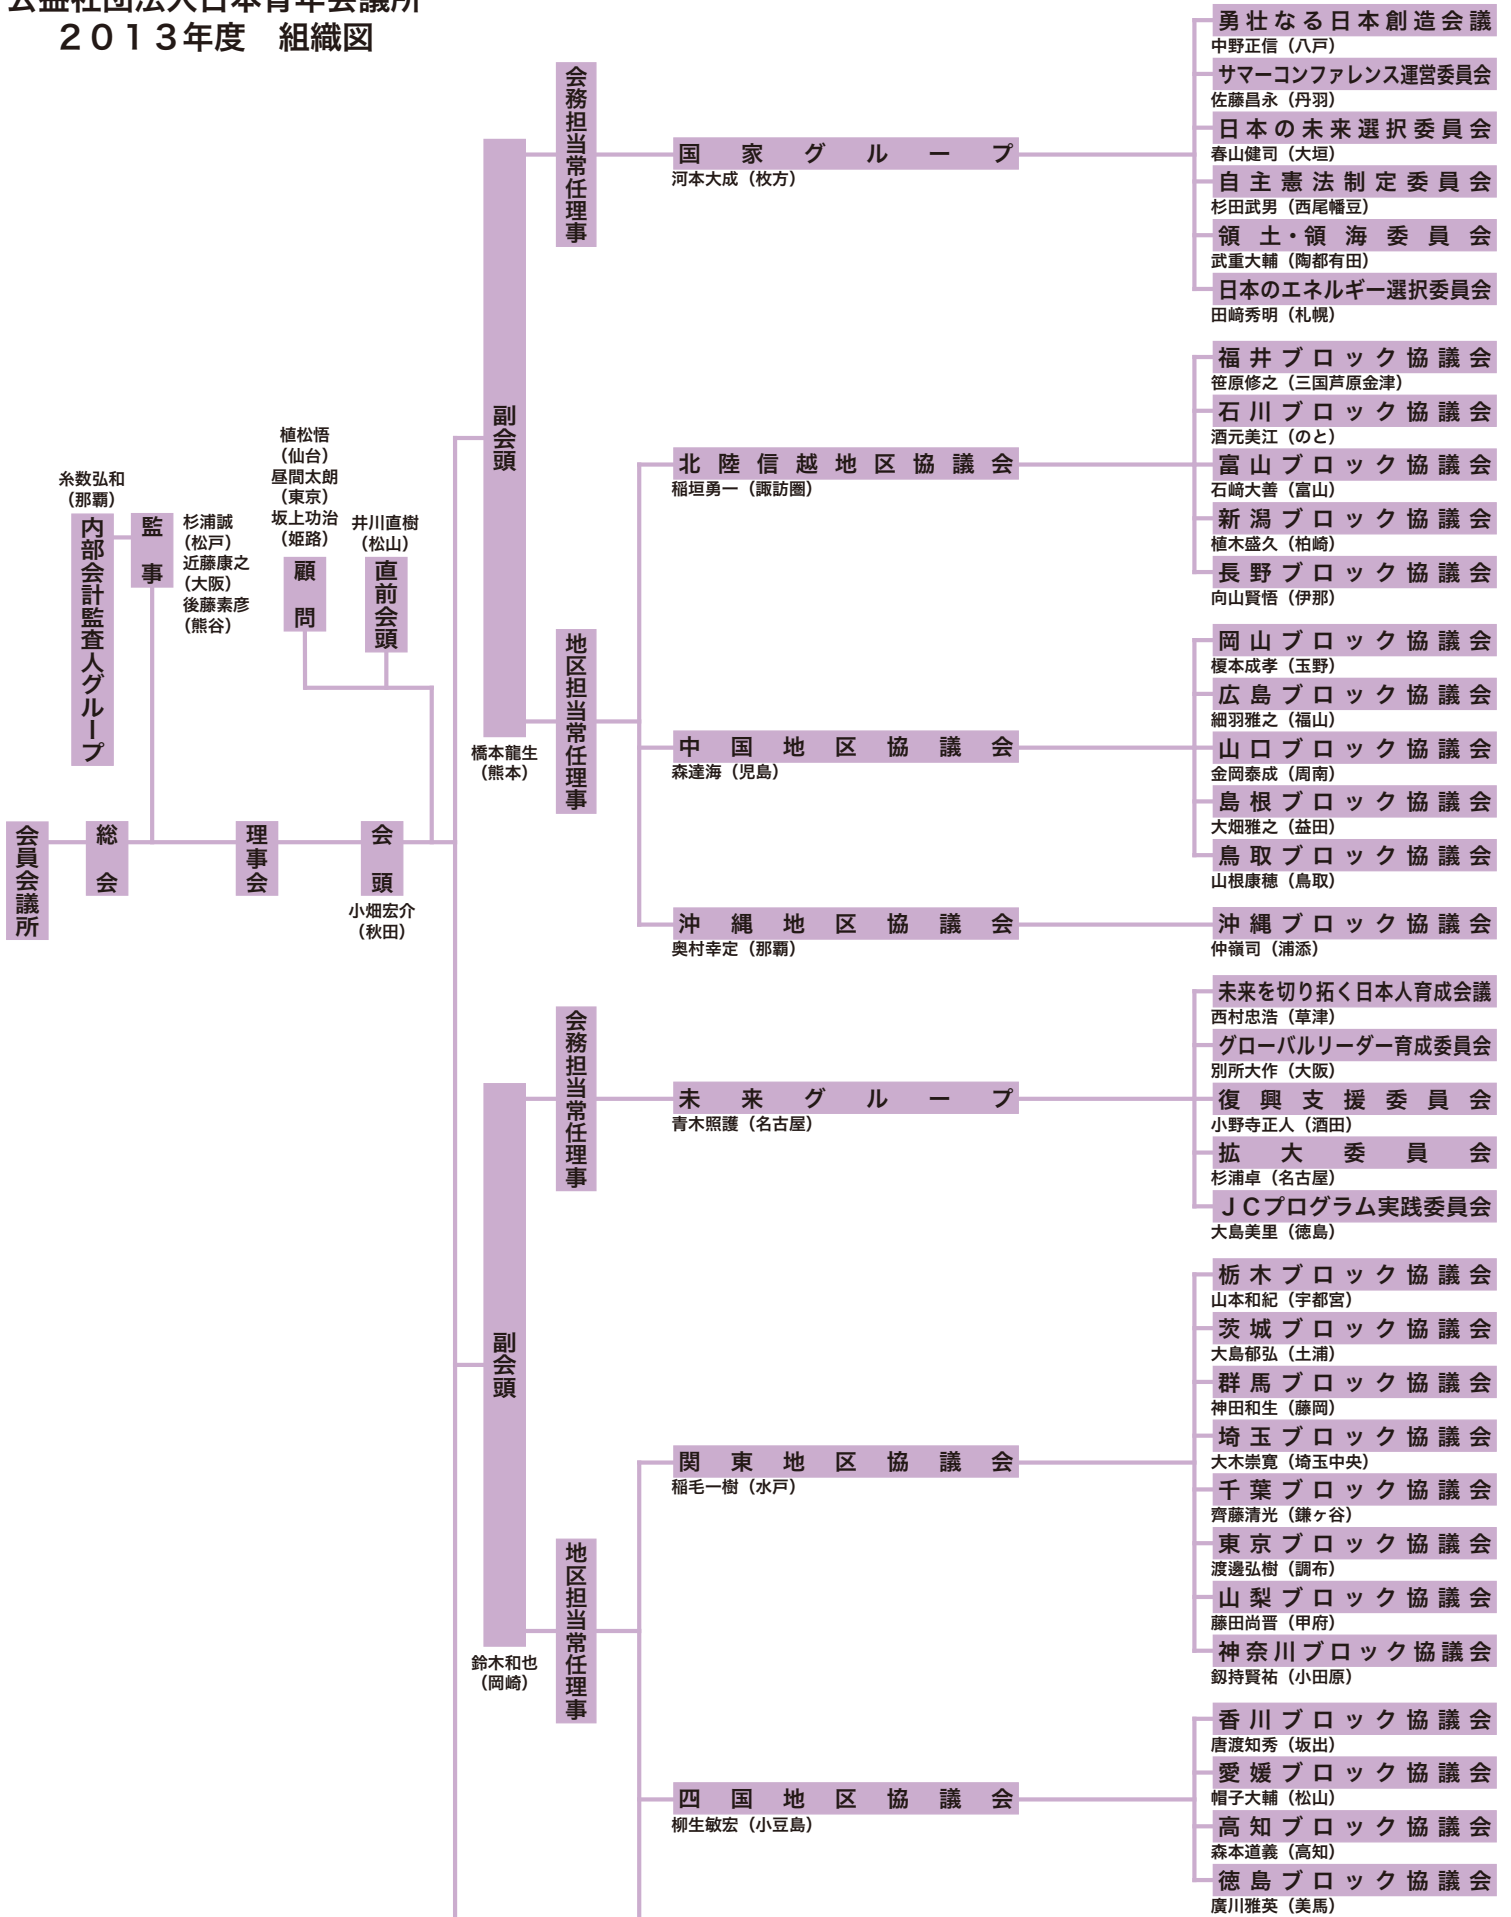 公益社団法人日本青年会議所
２０１３年度　組織図
会員会議所
総会
内部会計監査人グループ
糸数弘和
（那覇）
監事
杉浦誠
（松戸）
近藤康之
（大阪）
後藤素彦
（熊谷）
理事会
顧問
植松悟
（仙台）
昼間太朗
（東京）
坂上功治
（姫路）
直前会頭
井川直樹
（松山）
会頭
小畑宏介
（秋田）
副会頭
橋本龍生
（熊本）
会務担当常任理事
国家グループ
河本大成（枚方）
勇壮なる日本創造会議
中野正信（八戸）
サマーコンファレンス運営委員会
佐藤昌永（丹羽）
日本の未来選択委員会
春山健司（大垣）
自主憲法制定委員会
杉田武男（西尾幡豆）
領土・領海委員会
武重大輔（陶都有田）
日本のエネルギー選択委員会
田﨑秀明（札幌）
地区担当常任理事
北陸信越地区協議会
稲垣勇一（諏訪圏）
福井ブロック協議会
笹原修之（三国芦原金津）
石川ブロック協議会
酒元美江（のと）
富山ブロック協議会
石﨑大善（富山）
新潟ブロック協議会
植木盛久（柏崎）
長野ブロック協議会
向山賢悟（伊那）
中国地区協議会
森達海（児島）
岡山ブロック協議会
榎本成孝（玉野）
広島ブロック協議会
細羽雅之（福山）
山口ブロック協議会
金岡泰成（周南）
島根ブロック協議会
大畑雅之（益田）
鳥取ブロック協議会
山根康穂（鳥取）
沖縄地区協議会
奥村幸定（那覇）
沖縄ブロック協議会
仲嶺司（浦添）
副会頭
鈴木和也
（岡崎）
会務担当常任理事
未来グループ
青木照護（名古屋）
未来を切り拓く日本人育成会議
西村忠浩（草津）
グローバルリーダー育成委員会
別所大作（大阪）
復興支援委員会
小野寺正人（酒田）
拡大委員会
杉浦卓（名古屋）
ＪＣプログラム実践委員会
大島美里（徳島）
地区担当常任理事
関東地区協議会
稲毛一樹（水戸）
栃木ブロック協議会
山本和紀（宇都宮）
茨城ブロック協議会
大島郁弘（土浦）
群馬ブロック協議会
神田和生（藤岡）
埼玉ブロック協議会
大木崇寛（埼玉中央）
千葉ブロック協議会
齊藤清光（鎌ヶ谷）
東京ブロック協議会
渡邊弘樹（調布）
山梨ブロック協議会
藤田尚晋（甲府）
神奈川ブロック協議会
釼持賢祐（小田原）
四国地区協議会
柳生敏宏（小豆島）
香川ブロック協議会
唐渡知秀（坂出）
愛媛ブロック協議会
帽子大輔（松山）
高知ブロック協議会
森本道義（高知）
徳島ブロック協議会
廣川雅英（美馬）